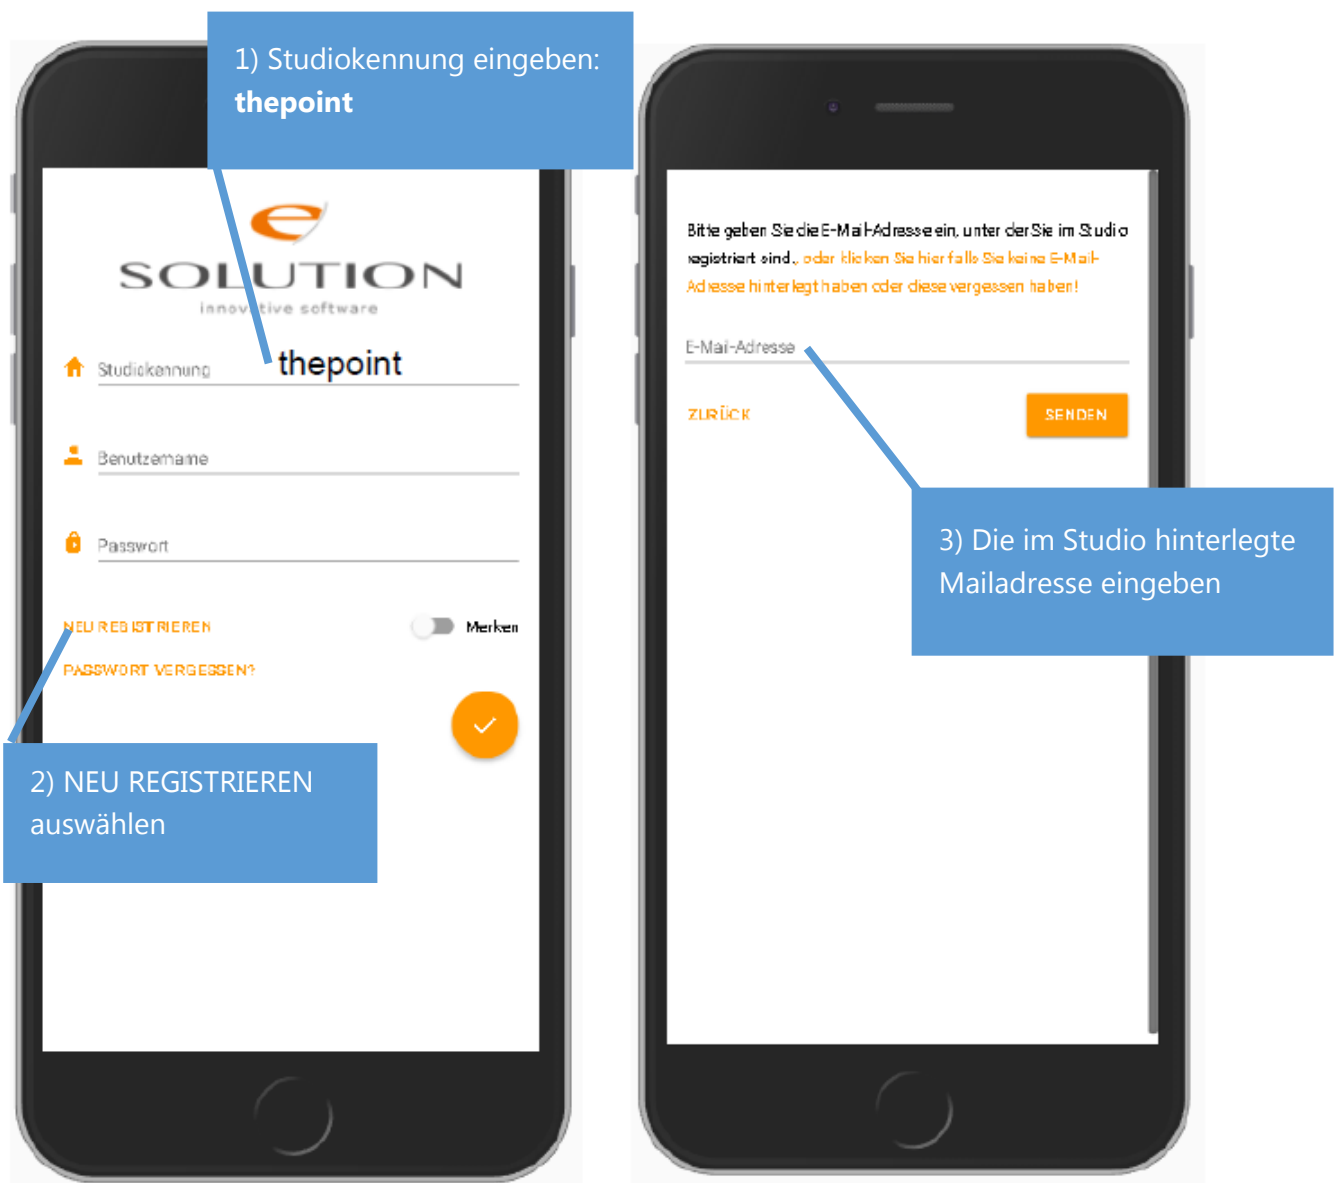 1) Studiokennung eingeben:
thepoint
e
SOLUTION
innovative software
Studiokennung thepoint
Benutzername
Passwort
NEU REGISTRIEREN
Merken
PASSWORT VERGESSEN?
2) NEU REGISTRIEREN
auswählen
Bitte geben Sie die E-Mail-Adresse ein, unter der Sie im Studio
registriert sind., oder klicken Sie hier falls Sie keine E-Mail-
Adresse hinterlegt haben oder diese vergessen haben!
E-Mail-Adresse
ZURÜCK
SENDEN
3) Die im Studio hinterlegte
Mailadresse eingeben